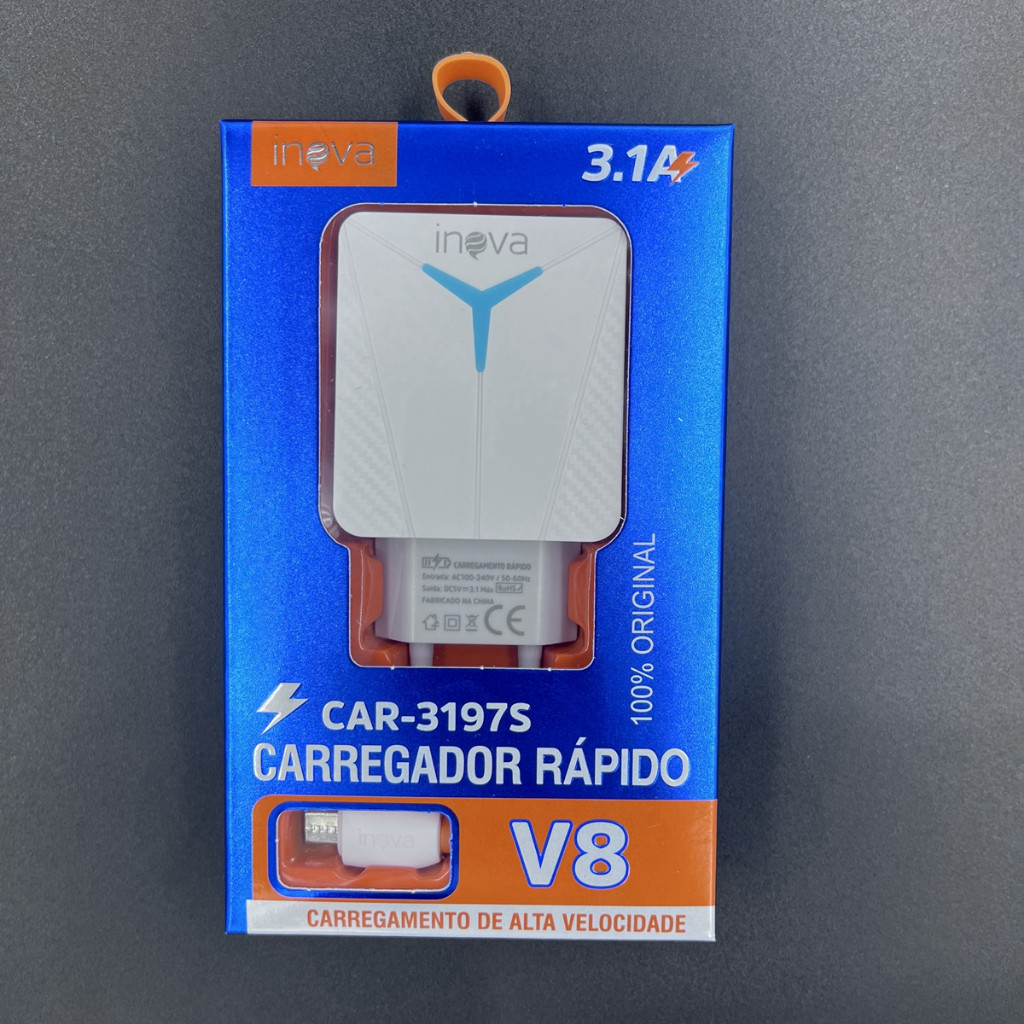 inova
3.1A
inova
CARREGAMENTO RÁPIDO
Entrada: AC100-240V / 50-60Hz
Saída: DC5V⎓3.1 Máx RoHS
FABRICADO NA CHINA
CE
100% ORIGINAL
CAR-3197S
CARREGADOR RÁPIDO
inova
V8
CARREGAMENTO DE ALTA VELOCIDADE